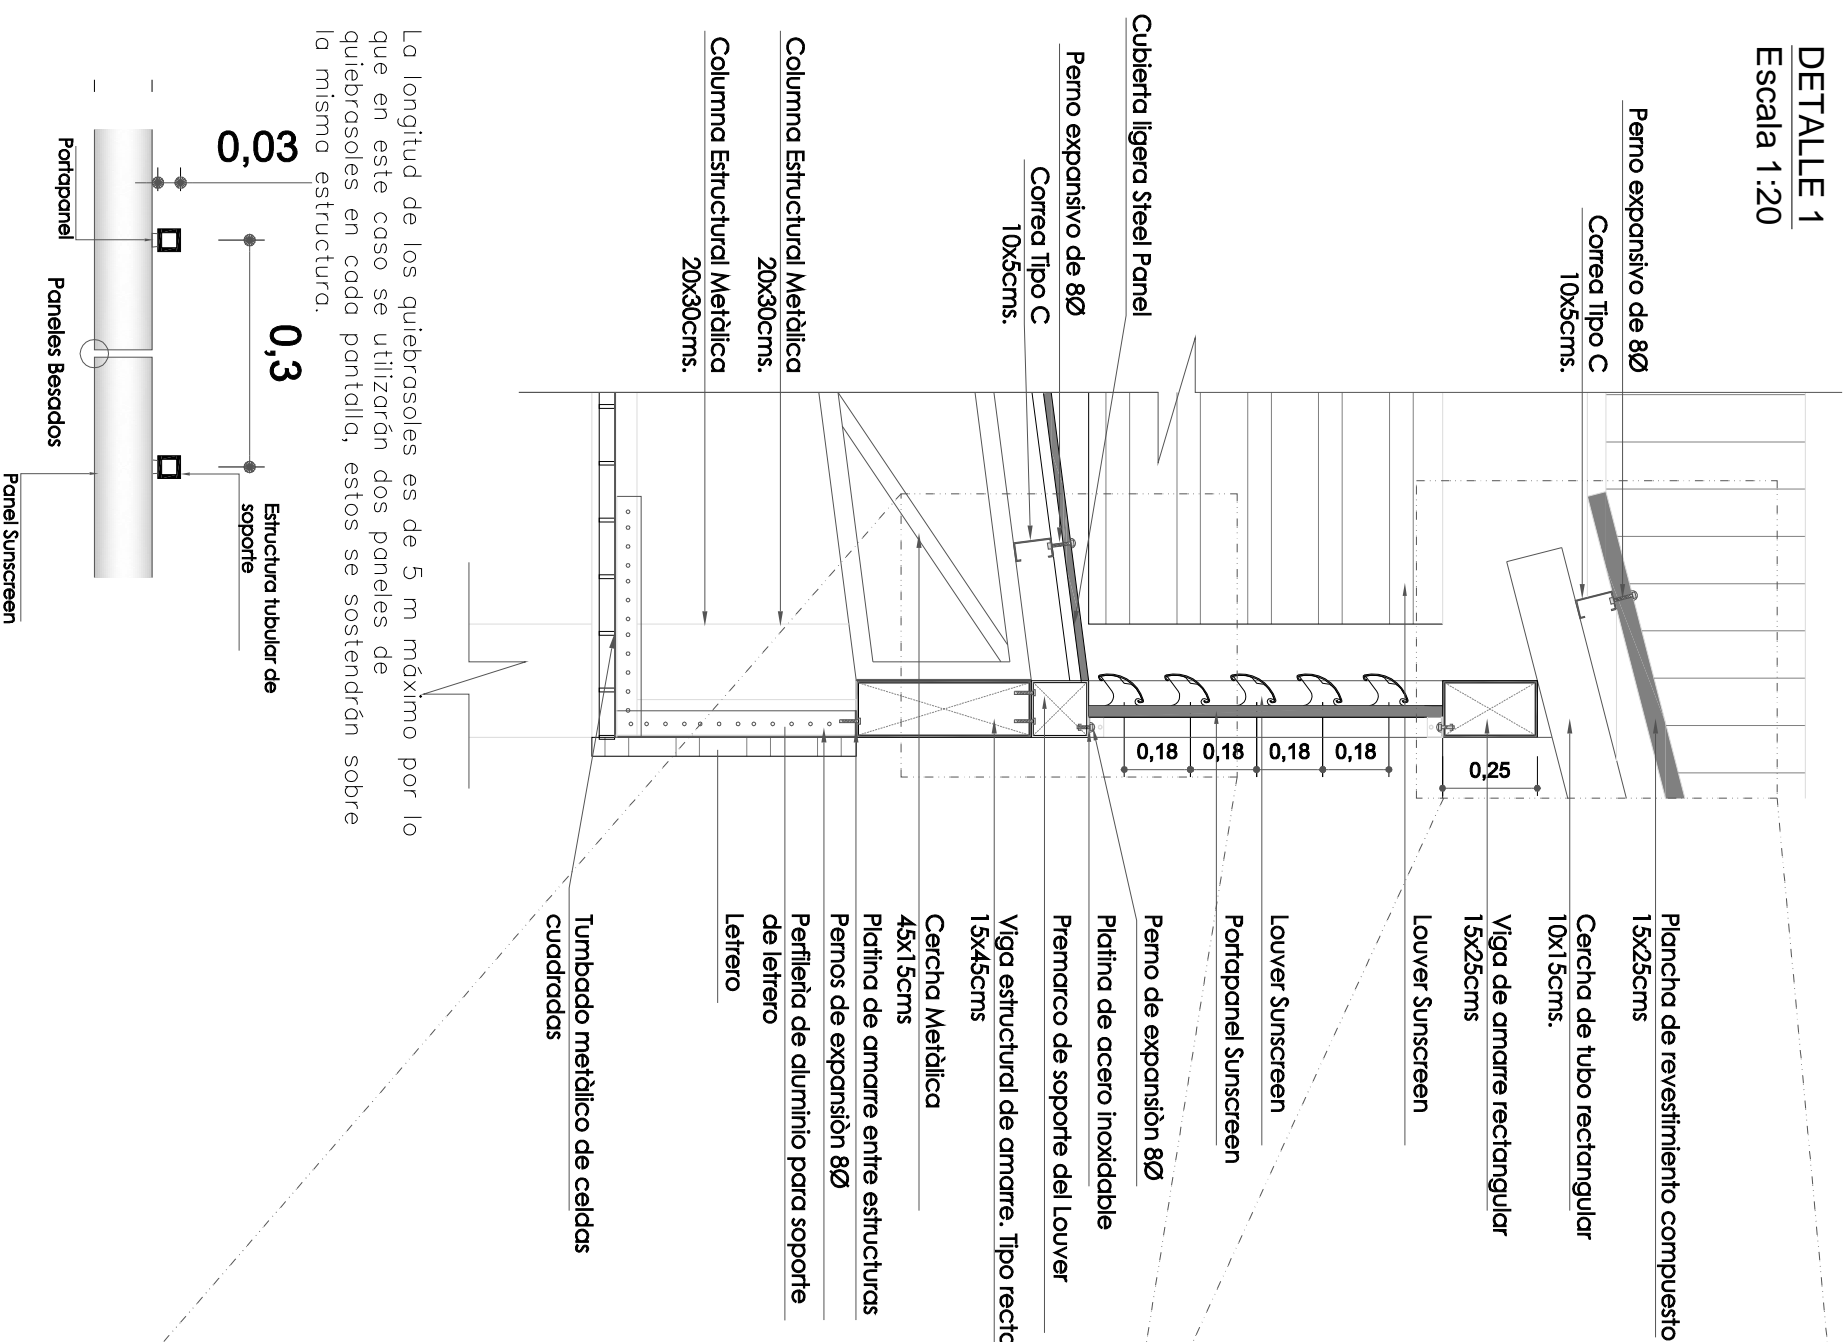 DETALLE 1
Escala 1:20
Perno expansivo de 8Ø
Correa Tipo C
10x5cms.
Cubierta ligera Steel Panel
Perno expansivo de 8Ø
Correa Tipo C
10x5cms.
Columna Estructural Metàlica
20x30cms.
Columna Estructural Metàlica
20x30cms.
Plancha de revestimiento compuesto
15x25cms
Cercha de tubo rectangular
10x15cms.
Viga de amarre rectangular
15x25cms
Louver Sunscreen
Louver Sunscreen
Portapanel Sunscreen
Perno de expansiòn 8Ø
Platina de acero inoxidable
Premarco de soporte del Louver
Viga estructural de amarre. Tipo recta
15x45cms
Cercha Metàlica
45x15cms
Platina de amarre entre estructuras
Pernos de expansiòn 8Ø
Perfilerìa de aluminio para soporte
de letrero
Letrero
Tumbado metàlico de celdas
cuadradas
0,25
0,18
0,18
0,18
0,18
La longitud de los quiebrasoles es de 5 m máximo por lo
que en este caso se utilizarán dos paneles de
quiebrasoles en cada pantalla, estos se sostendrán sobre
la misma estructura.
0,03
0,3
Estructura tubular de
soporte
Portapanel
Paneles Besados
Panel Sunscreen